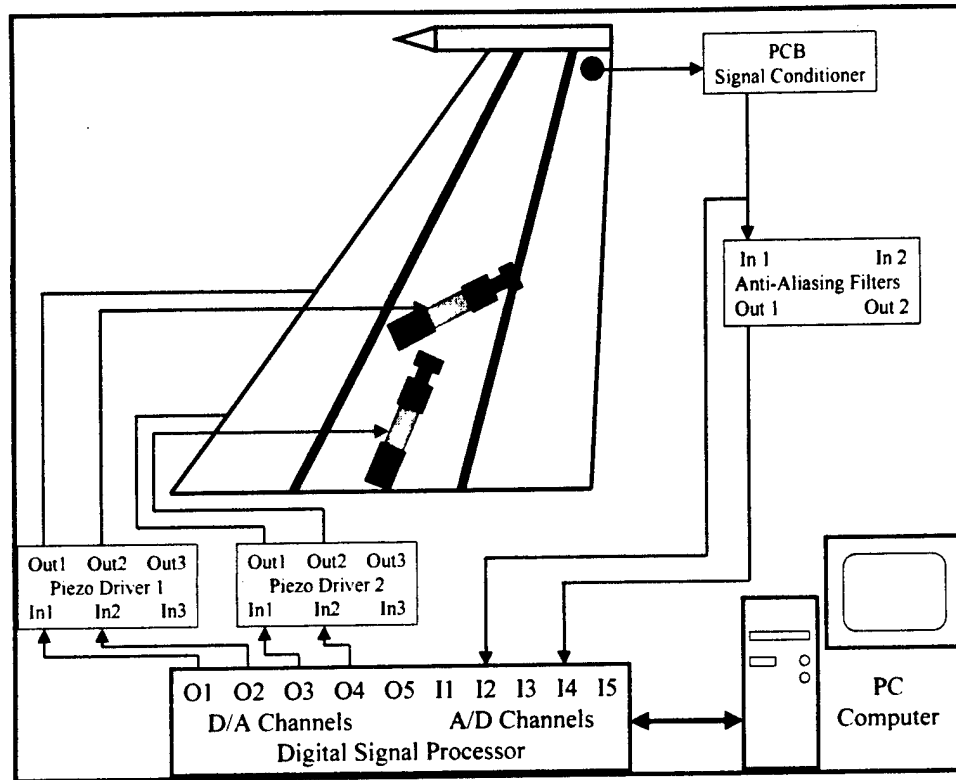 PCB
Signal Conditioner
In 1 In 2
Anti-Aliasing Filters
Out 1 Out 2
Out1 Out2 Out3
Piezo Driver 1
In1 In2 In3
Out1 Out2 Out3
Piezo Driver 2
In1 In2 In3
O1 O2 O3 O4 O5 I1 I2 I3 I4 I5
D/A Channels A/D Channels
Digital Signal Processor
PC
Computer